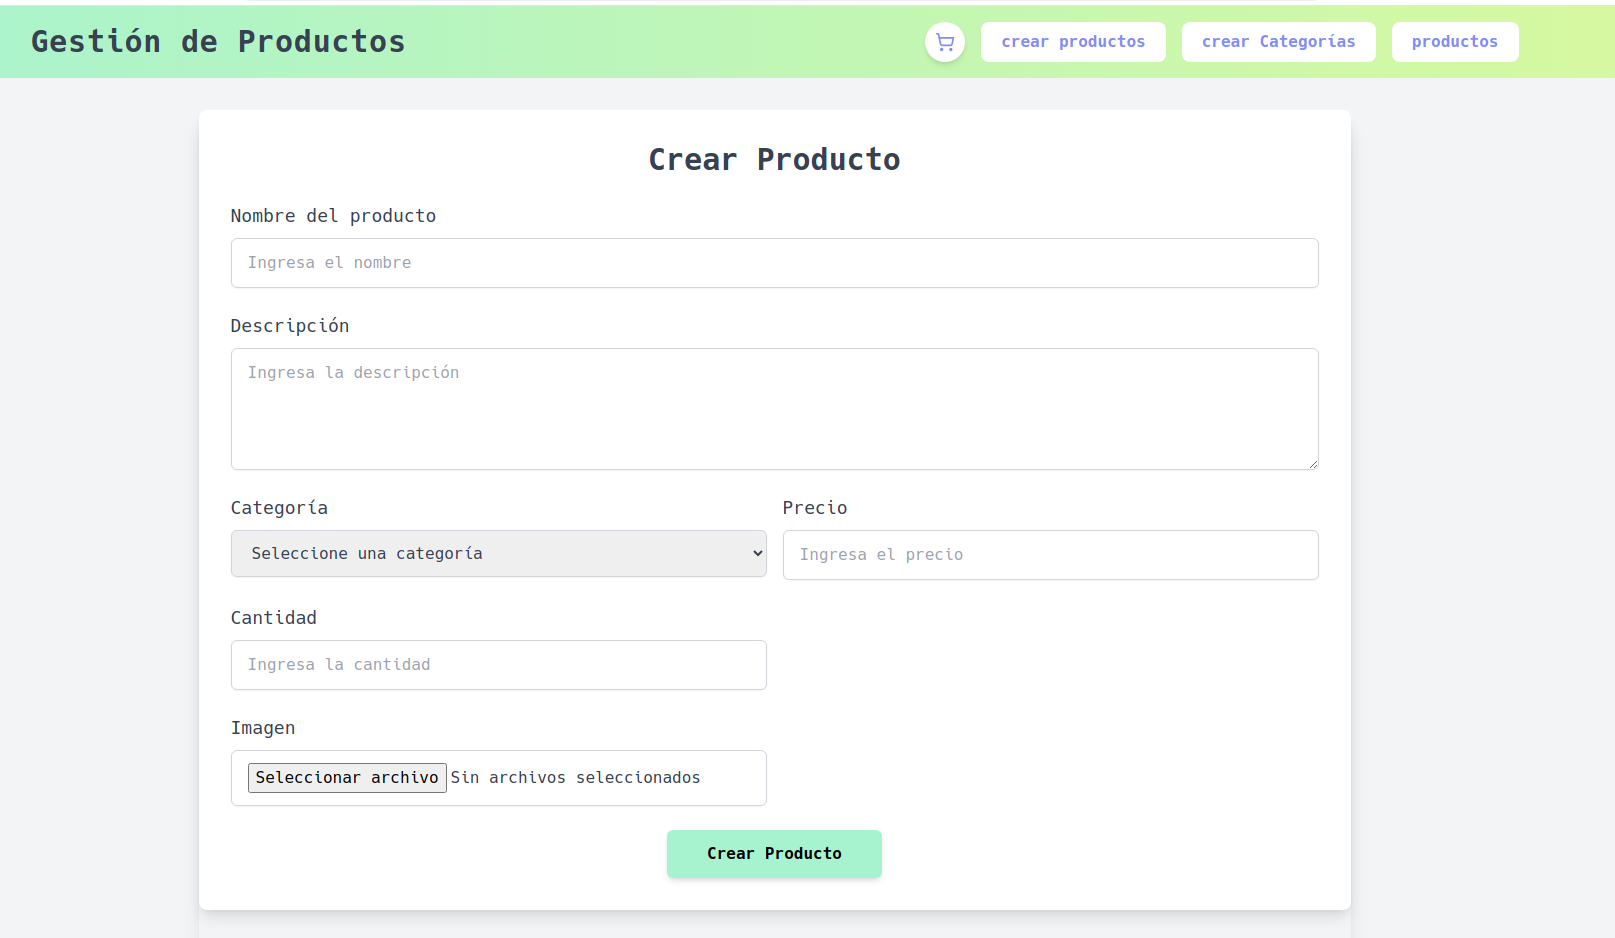 Gestión de Productos
crear productos
crear Categorías
productos
Crear Producto
Nombre del producto
Ingresa el nombre
Descripción
Ingresa la descripción
Categoría
Precio
Seleccione una categoría
Ingresa el precio
Cantidad
Ingresa la cantidad
Imagen
Seleccionar archivo Sin archivos seleccionados
Crear Producto